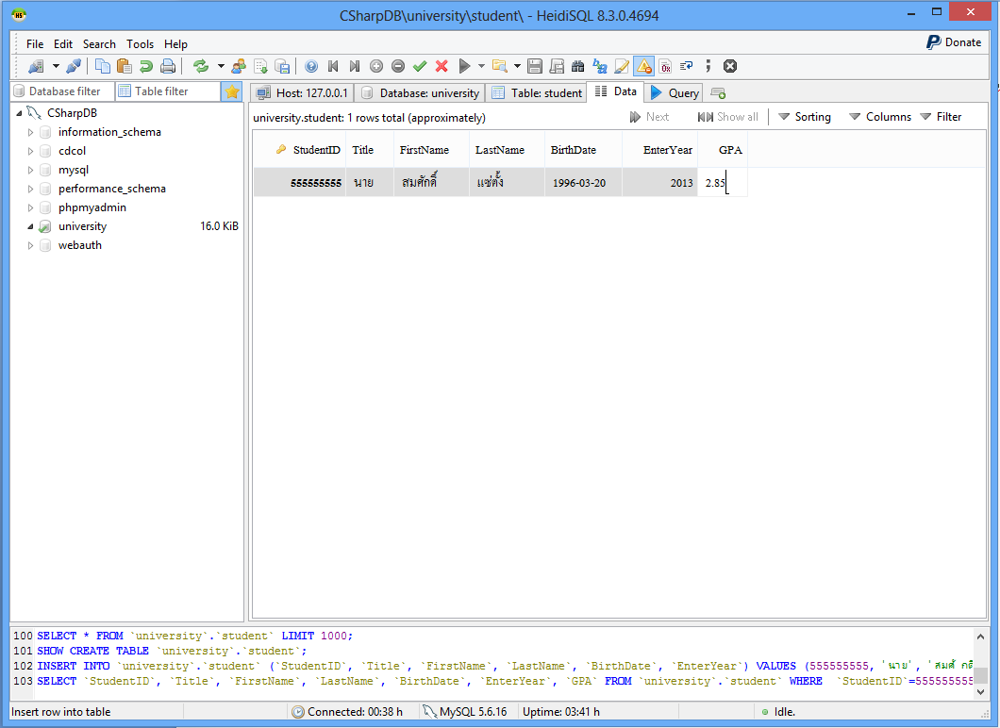 CSharpDB\university\student\ - HeidiSQL 8.3.0.4694
File Edit Search Tools Help
Donate
Database filter
Table filter
Host: 127.0.0.1
Database: university
Table: student
Data
Query
CSharpDB
information_schema
cdcol
mysql
performance_schema
phpmyadmin
university 16.0 KiB
webauth
university.student: 1 rows total (approximately)
Next
Show all
Sorting
Columns
Filter
StudentID Title FirstName LastName BirthDate EnterYear GPA
555555555 นาย สมศักดิ์ แซ่ตั้ง 1996-03-20 2013 2.85
100 SELECT * FROM `university`.`student` LIMIT 1000;
101 SHOW CREATE TABLE `university`.`student`;
102 INSERT INTO `university`.`student` (`StudentID`, `Title`, `FirstName`, `LastName`, `BirthDate`, `EnterYear`) VALUES (555555555, 'นาย',
103 SELECT `StudentID`, `Title`, `FirstName`, `LastName`, `BirthDate`, `EnterYear`, `GPA` FROM `university`.`student` WHERE `StudentID`=555555555
Insert row into table
Connected: 00:38 h
MySQL 5.6.16
Uptime: 03:41 h
Idle.